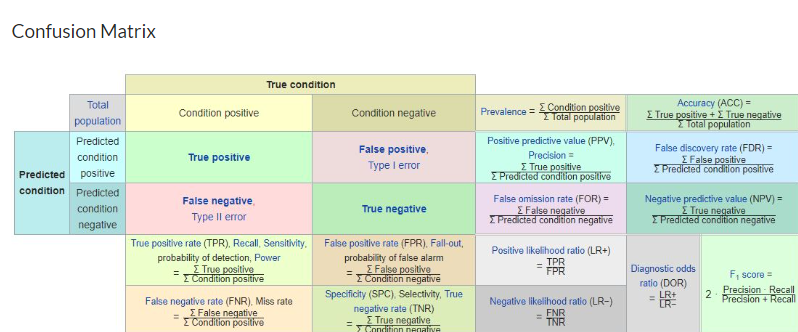 Confusion Matrix
True condition
Total
population
Condition positive
Condition negative
Prevalence = Σ Condition positive / Σ Total population
Accuracy (ACC) =
Σ True positive + Σ True negative
Σ Total population
Predicted
condition
Predicted
condition
positive
True positive
False positive,
Type I error
Positive predictive value (PPV),
Precision =
Σ True positive
Σ Predicted condition positive
False discovery rate (FDR) =
Σ False positive
Σ Predicted condition positive
Predicted
condition
negative
False negative,
Type II error
True negative
False omission rate (FOR) =
Σ False negative
Σ Predicted condition negative
Negative predictive value (NPV) =
Σ True negative
Σ Predicted condition negative
True positive rate (TPR), Recall, Sensitivity,
probability of detection, Power
= Σ True positive / Σ Condition positive
False positive rate (FPR), Fall-out,
probability of false alarm
= Σ False positive / Σ Condition negative
Positive likelihood ratio (LR+)
= TPR / FPR
Diagnostic odds
ratio (DOR)
= LR+ / LR−
F₁ score =
2 · Precision · Recall / Precision + Recall
False negative rate (FNR), Miss rate
= Σ False negative / Σ Condition positive
Specificity (SPC), Selectivity, True
negative rate (TNR)
= Σ True negative / Σ Condition negative
Negative likelihood ratio (LR−)
= FNR / TNR